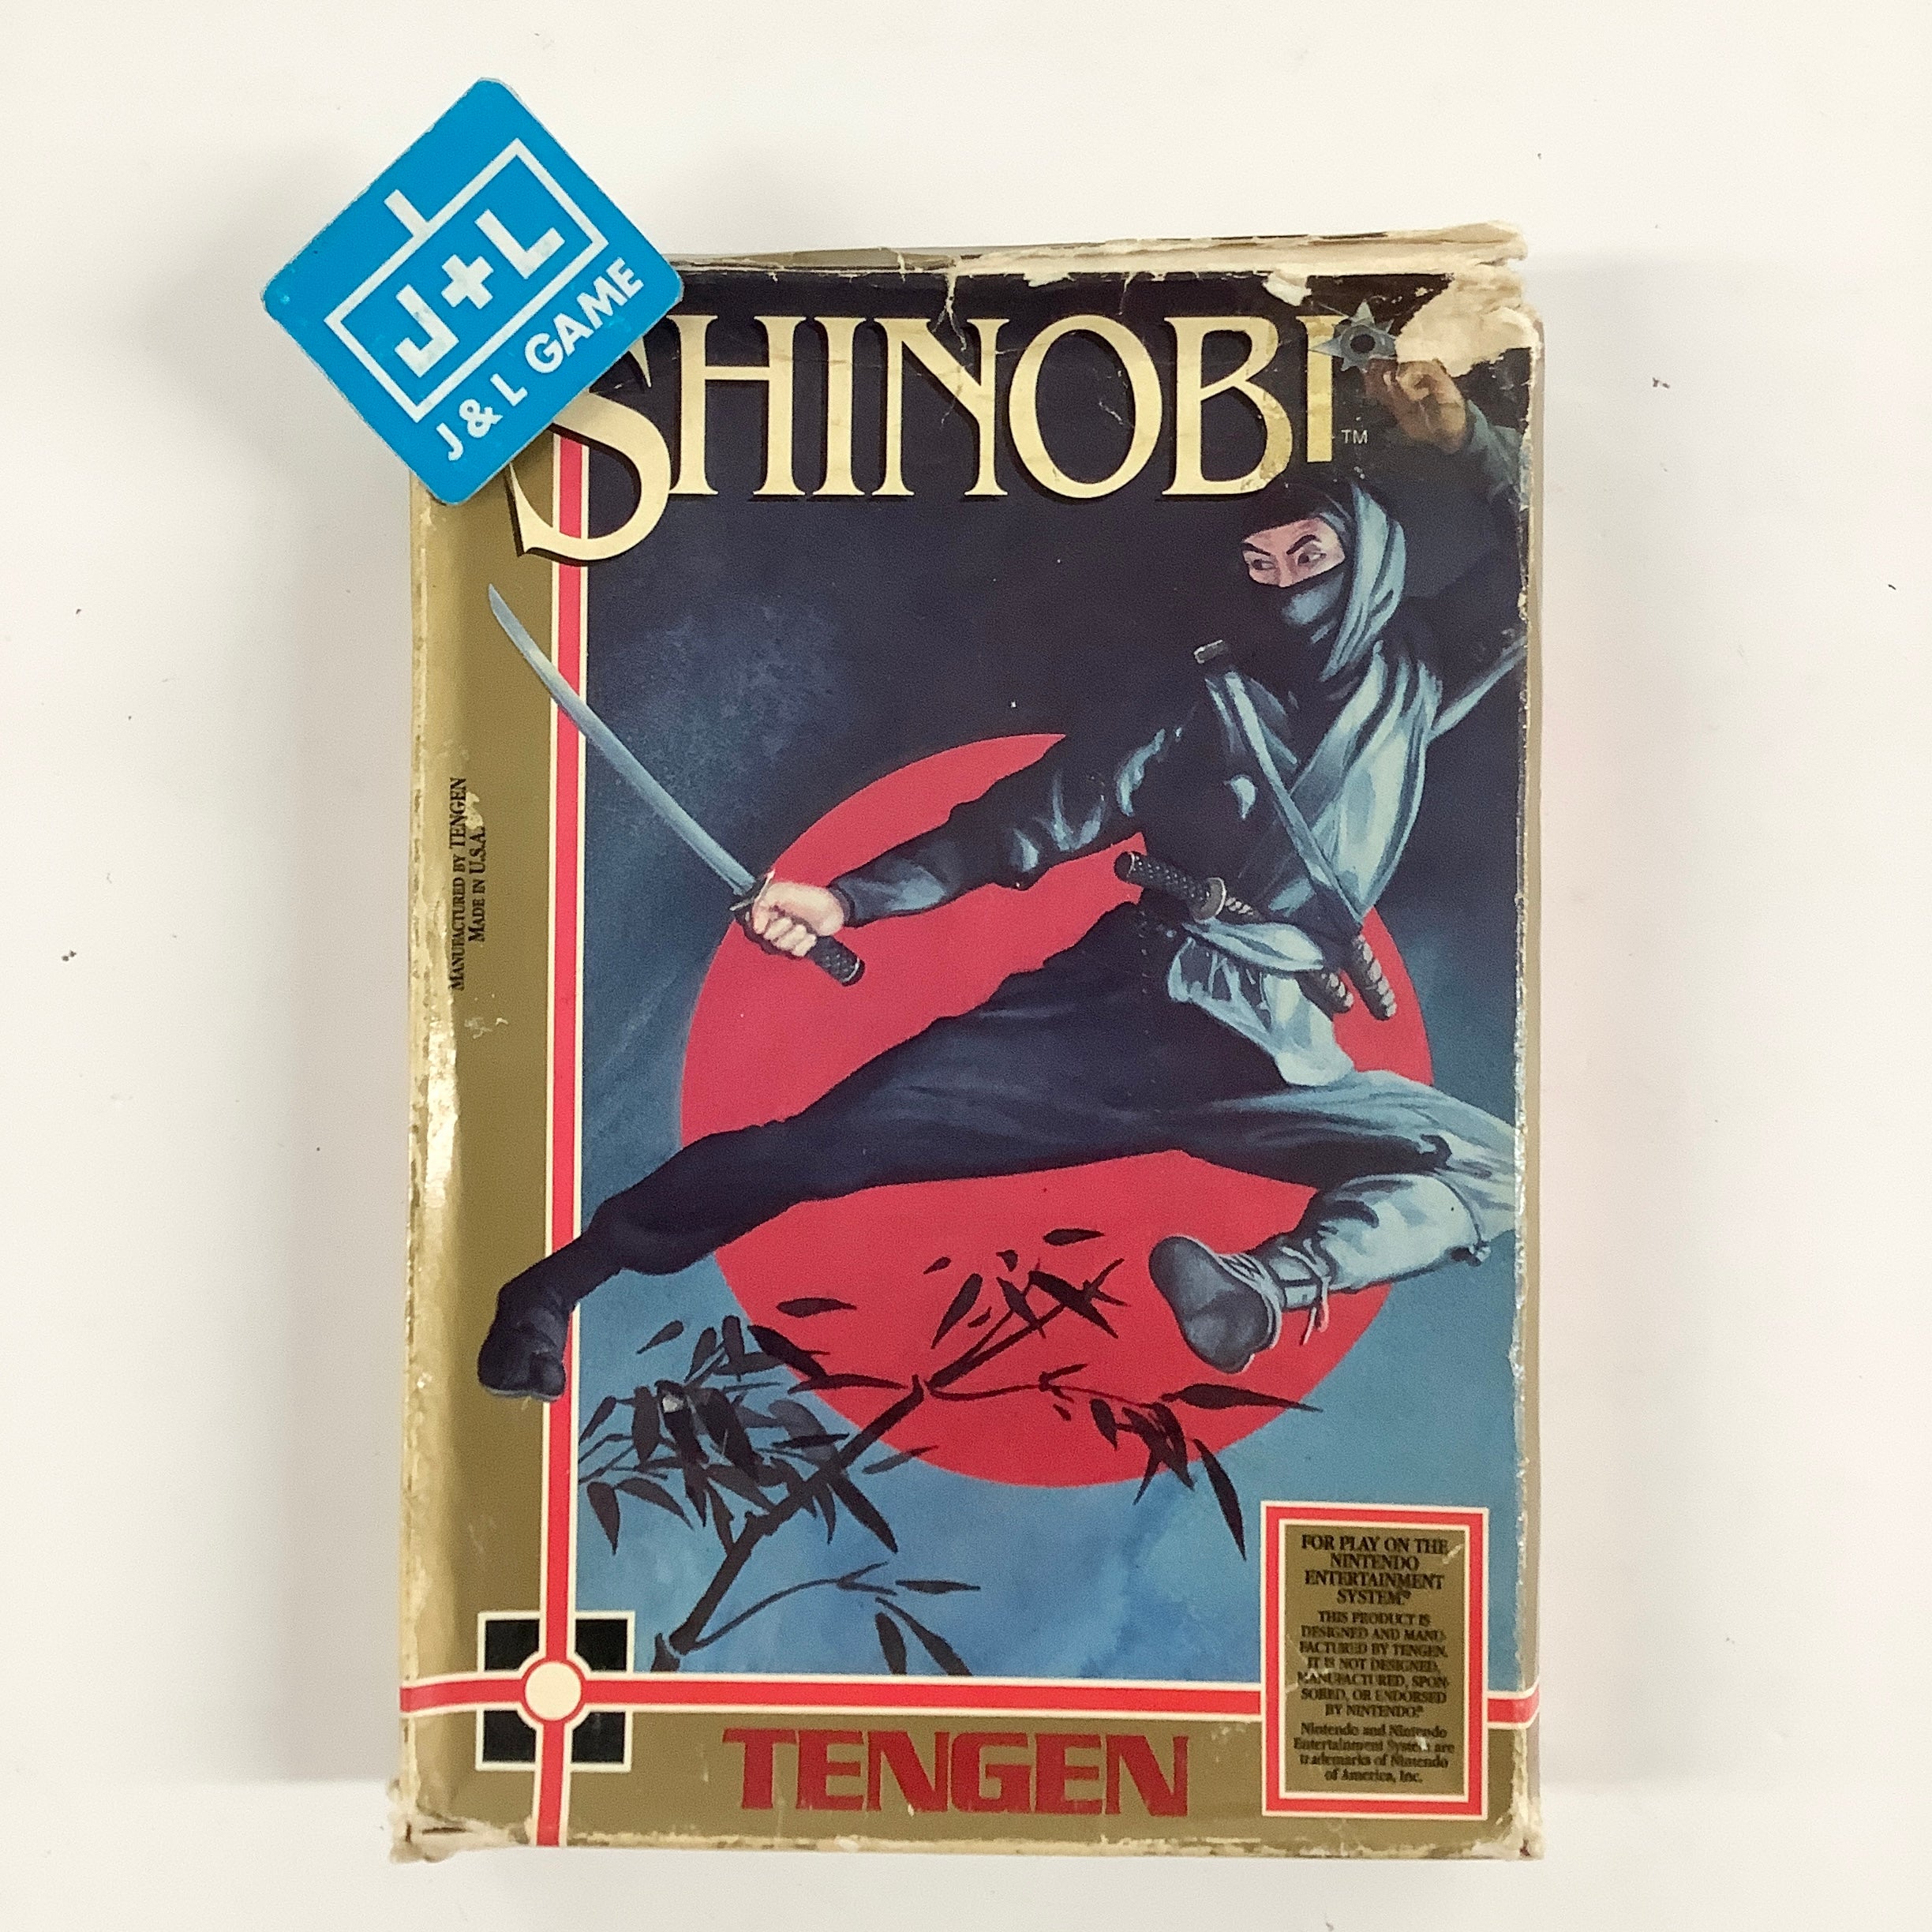 J+L
J & L GAME
SHINOBI
TM
MANUFACTURED BY TENGEN
MADE IN U.S.A.
FOR PLAY ON THE
NINTENDO
ENTERTAINMENT
SYSTEM®
THIS PRODUCT IS
DESIGNED AND MANU-
FACTURED BY TENGEN.
IT IS NOT DESIGNED,
MANUFACTURED, SPON-
SORED, OR ENDORSED
BY NINTENDO®
Nintendo and Nintendo
Entertainment System are
trademarks of Nintendo
of America, Inc.
TENGEN